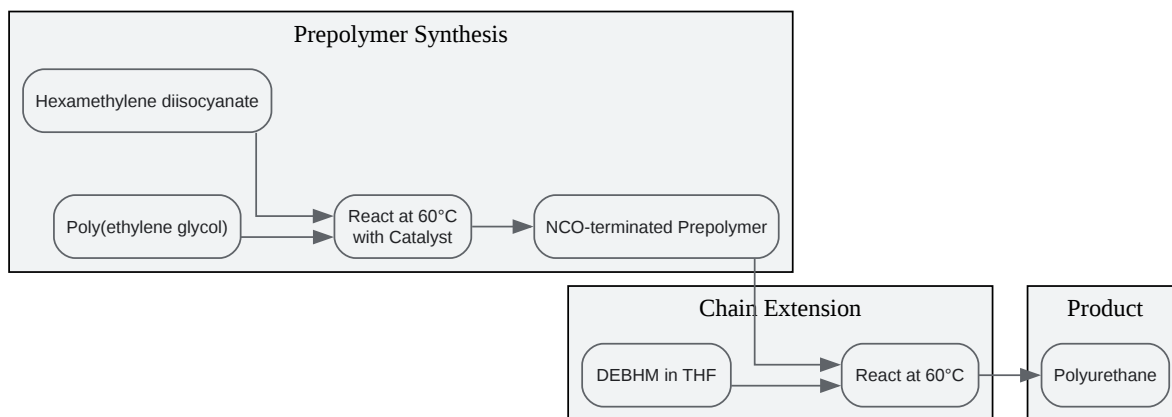 Prepolymer Synthesis
Hexamethylene diisocyanate
Poly(ethylene glycol)
React at 60°C
with Catalyst
NCO-terminated Prepolymer
Chain Extension
DEBHM in THF
React at 60°C
Product
Polyurethane